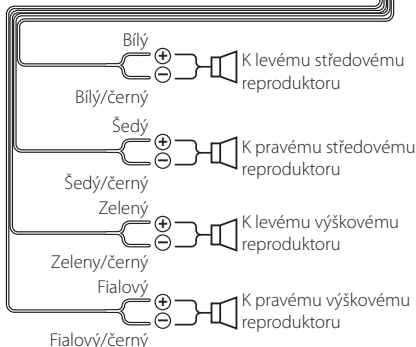 Bílý
⊕
K levému středovému
⊖
reproduktoru
Bílý/černý
Šedý
⊕
K pravému středovému
⊖
reproduktoru
Šedý/černý
Zelený
⊕
K levému výškovému
⊖
reproduktoru
Zeleny/černý
Fialový
⊕
K pravému výškovému
⊖
reproduktoru
Fialový/černý